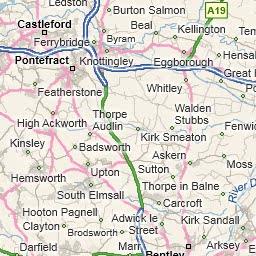 Ledston
Burton Salmon
A19
Castleford
Beal
Kellington
Ferrybridge
Byram
Hensal
Pontefract
Knottingley
Eggborough
Great H
Featherstone
Whitley
Thorpe
Audlin
Walden
Stubbs
High Ackworth
Fenwic
Kinsley
Badsworth
Kirk Smeaton
Askern
Moss
Hemsworth
Upton
Sutton
South Elmsall
Thorpe in Balne
River D
Carcroft
Hooton Pagnell
Adwick le
Street
Clayton
Kirk Sandall
Brodsworth
Darfield
Marr
Bentley
Arksey